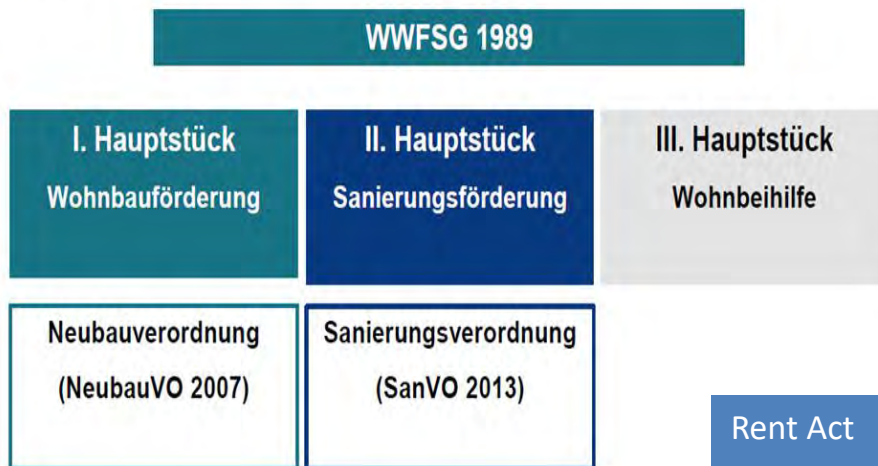 WWFSG 1989
I. Hauptstück
Wohnbauförderung
II. Hauptstück
Sanierungsförderung
III. Hauptstück
Wohnbeihilfe
Neubauverordnung
(NeubauVO 2007)
Sanierungsverordnung
(SanVO 2013)
Rent Act